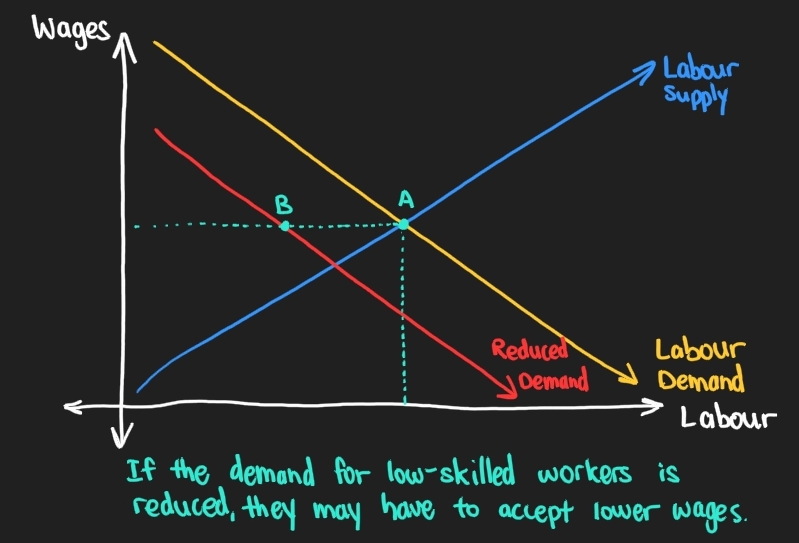 Wages
Labour
Supply
B
A
Reduced
Demand
Labour
Demand
Labour
If the demand for low-skilled workers is
reduced, they may have to accept lower wages.